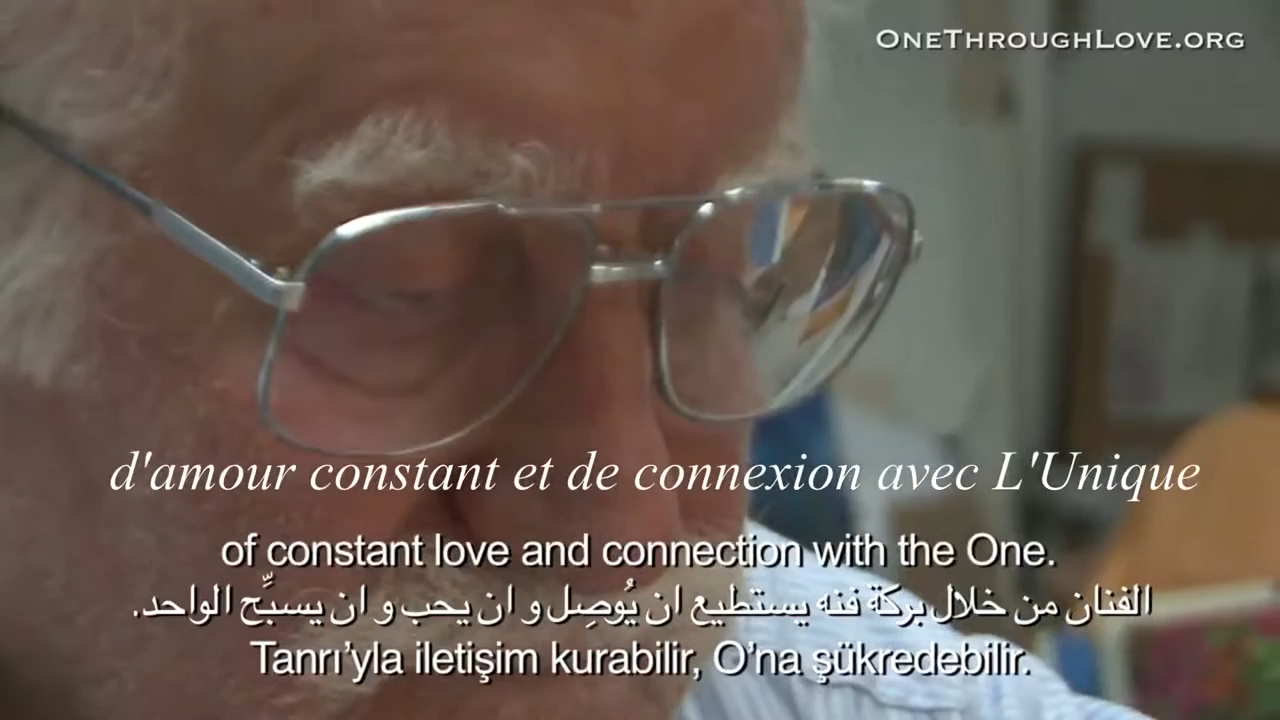 ONETHROUGHLOVE.ORG
d'amour constant et de connexion avec L'Unique
of constant love and connection with the One.
الفنان من خلال بركة فنه يستطيع ان يُوصِل و ان يحب و ان يسبِّح الواحد.
Tanrı’yla iletişim kurabilir, O’na şükredebilir.